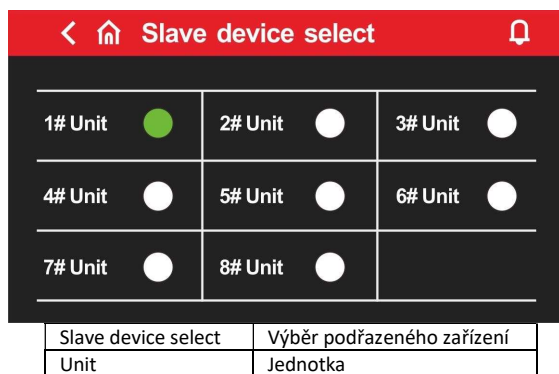 Slave device select
1# Unit 2# Unit 3# Unit
4# Unit 5# Unit 6# Unit
7# Unit 8# Unit
Slave device select Výběr podřazeného zařízení
Unit Jednotka